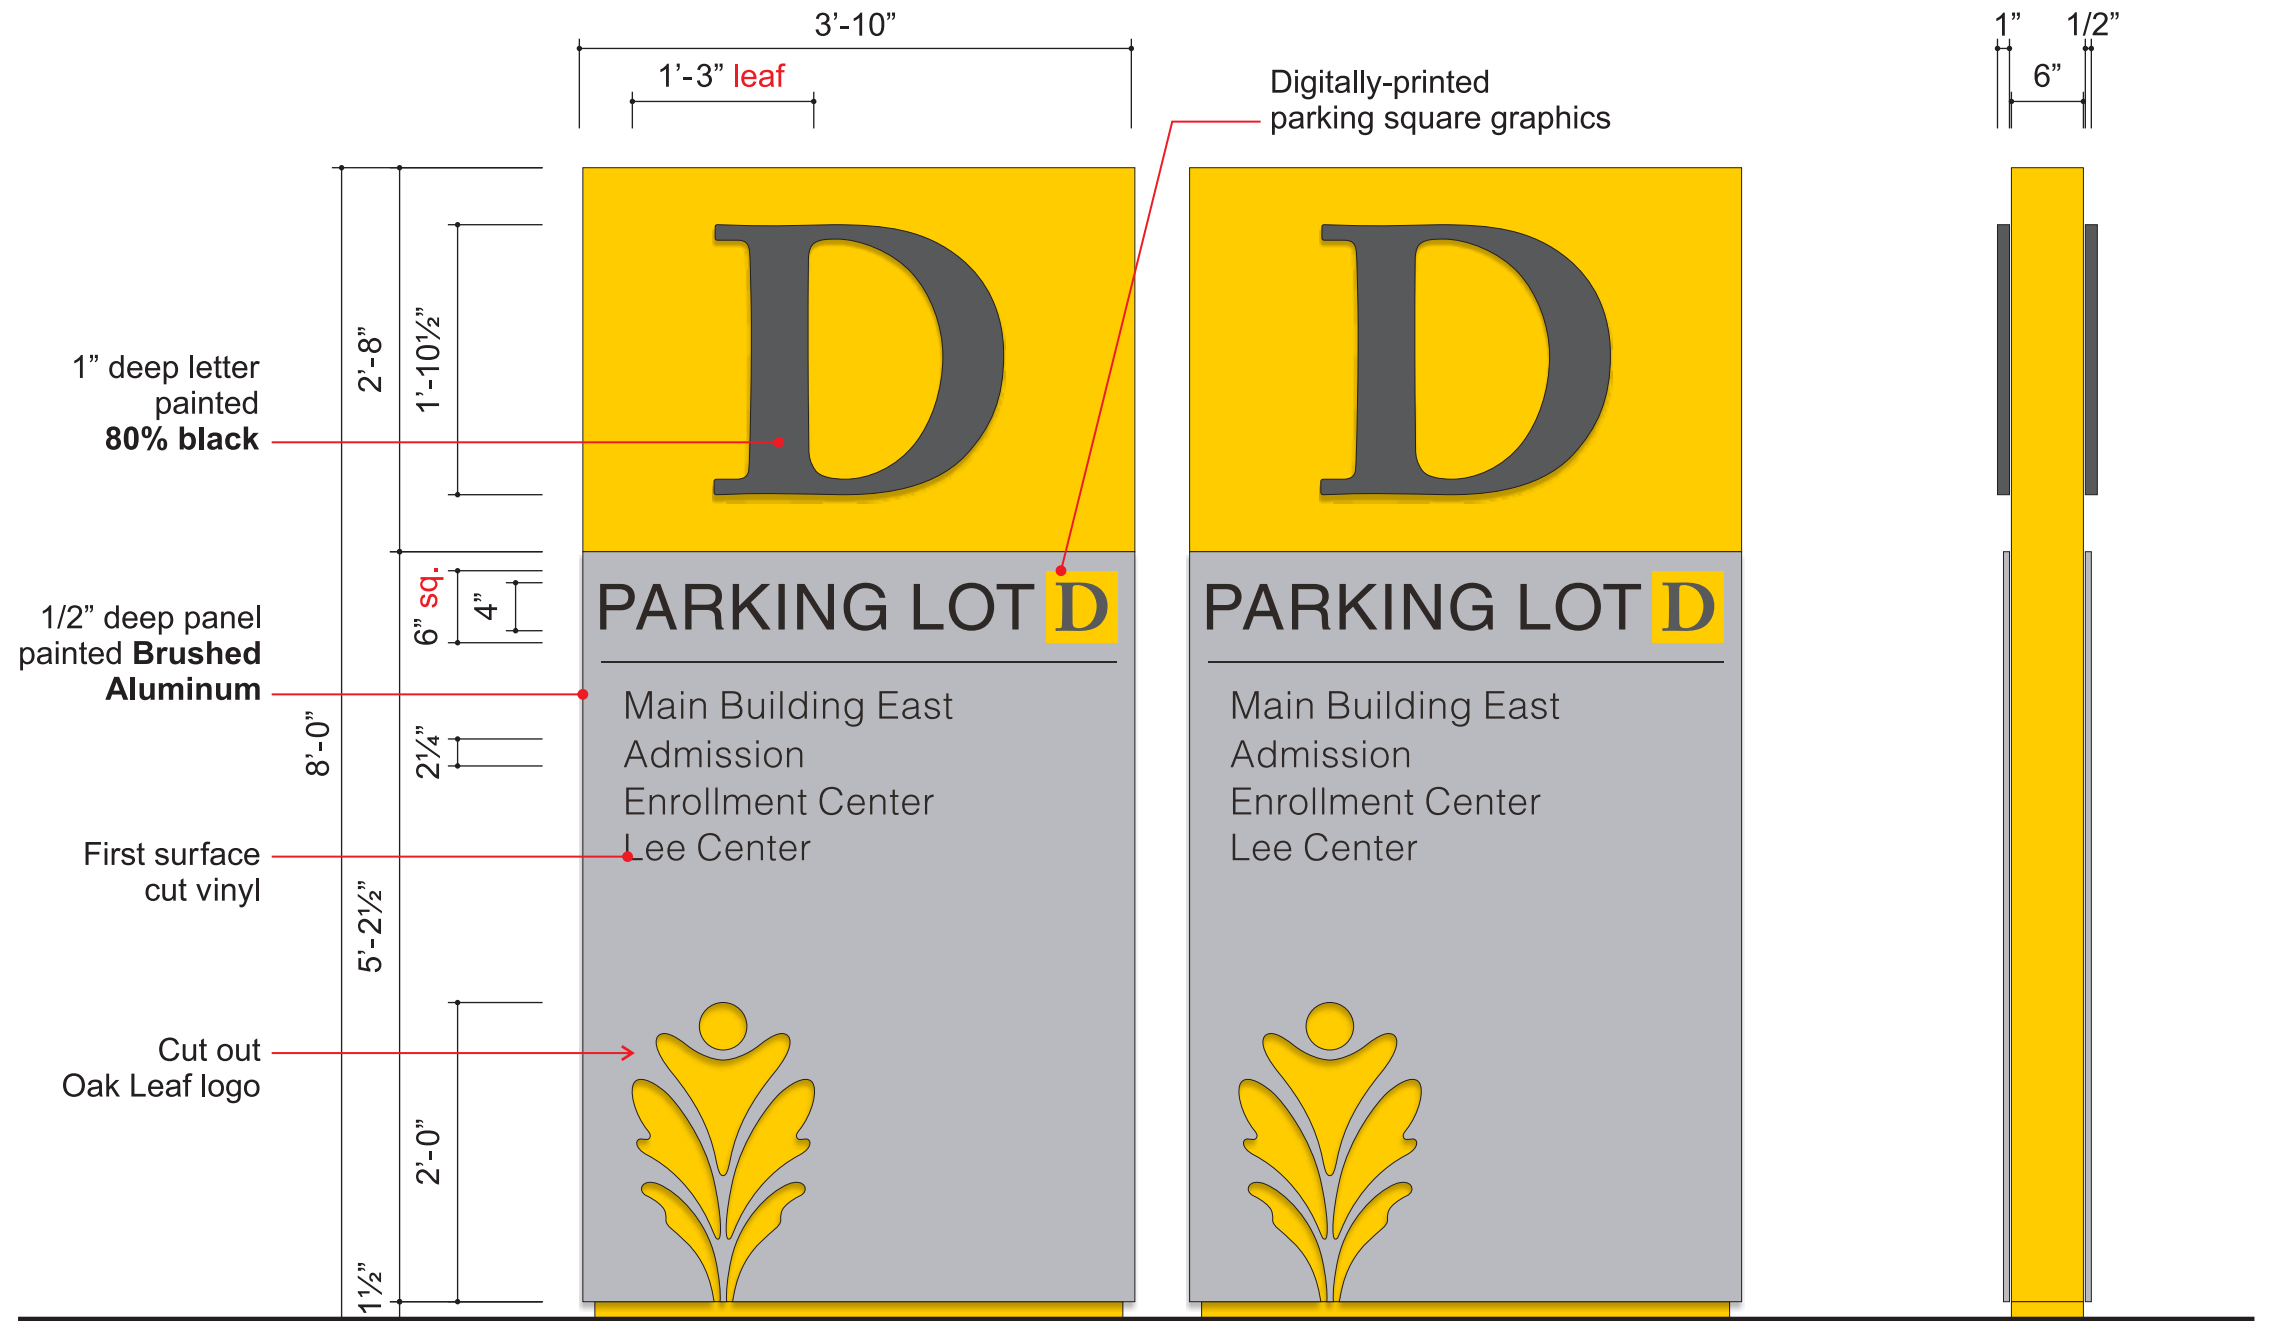 3’-10”
1’-3” leaf
Digitally-printed
parking square graphics
1”
1/2”
6”
1” deep letter
painted
80% black
2’-8”
1’-10½”
D
D
6” sq.
4”
PARKING LOT D
PARKING LOT D
1/2” deep panel
painted Brushed
Aluminum
8’-0”
2¼”
Main Building East
Admission
Enrollment Center
Lee Center
Main Building East
Admission
Enrollment Center
Lee Center
First surface
cut vinyl
5’-2½”
Cut out
Oak Leaf logo
2’-0”
1½”